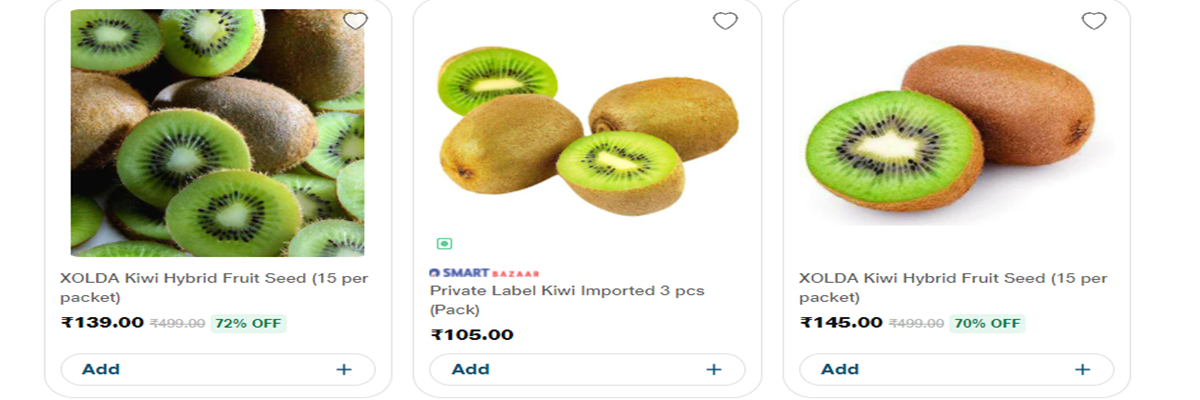 XOLDA Kiwi Hybrid Fruit Seed (15 per
packet)
₹139.00 ₹499.00 72% OFF
Add +
SMART BAZAAR
Private Label Kiwi Imported 3 pcs
(Pack)
₹105.00
Add +
XOLDA Kiwi Hybrid Fruit Seed (15 per
packet)
₹145.00 ₹499.00 70% OFF
Add +